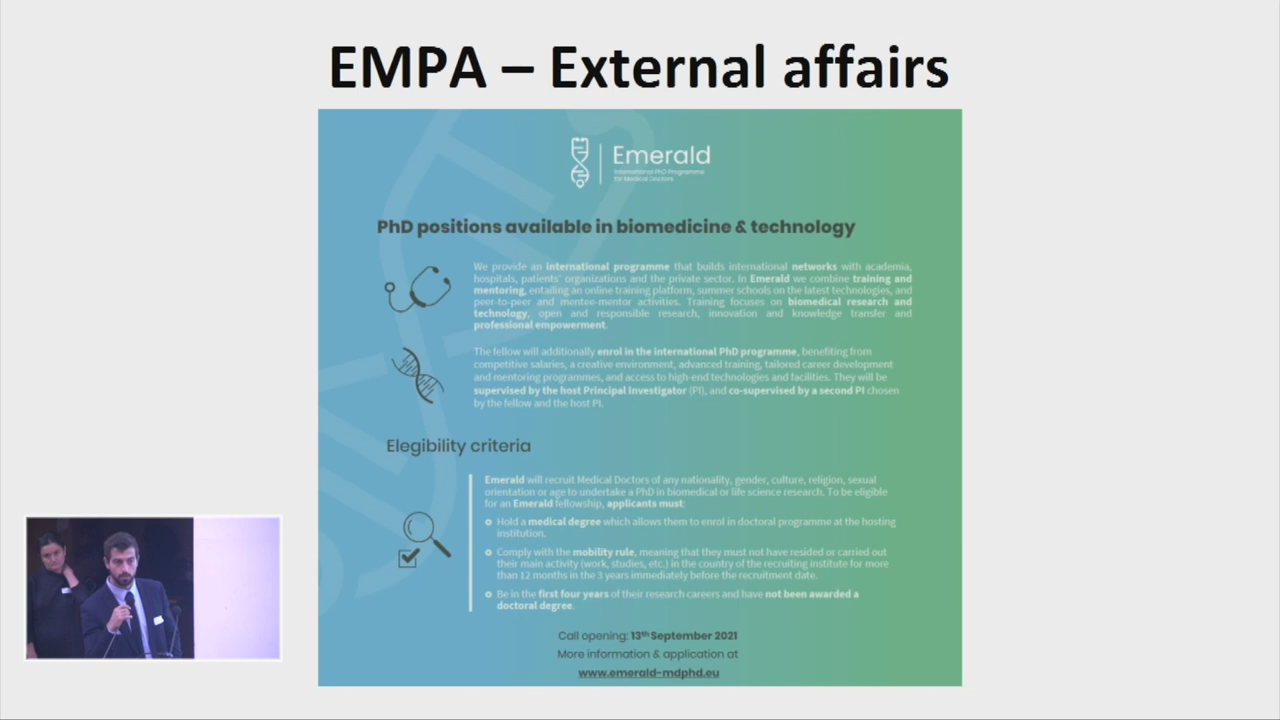 EMPA – External affairs
Emerald
International PhD Programme
for Medical Doctors
PhD positions available in biomedicine & technology
We provide an international programme that builds international networks with academia,
hospitals, patients' organizations and the private sector. In Emerald we combine training and
mentoring, entailing an online training platform, summer schools on the latest technologies, and
peer-to-peer and mentee-mentor activities. Training focuses on biomedical research and
technology, open and responsible research, innovation and knowledge transfer and
professional empowerment.
The fellow will additionally enrol in the international PhD programme, benefiting from
competitive salaries, a creative environment, advanced training, tailored career development
and mentoring programmes, and access to high-end technologies and facilities. They will be
supervised by the host Principal Investigator (PI), and co-supervised by a second PI chosen
by the fellow and the host PI.
Elegibility criteria
Emerald will recruit Medical Doctors of any nationality, gender, culture, religion, sexual
orientation or age to undertake a PhD in biomedical or life science research. To be eligible
for an Emerald fellowship, applicants must:
Hold a medical degree which allows them to enrol in doctoral programme at the hosting
institution.
Comply with the mobility rule, meaning that they must not have resided or carried out
their main activity (work, studies, etc.) in the country of the recruiting institute for more
than 12 months in the 3 years immediately before the recruitment date.
Be in the first four years of their research careers and have not been awarded a
doctoral degree.
Call opening: 13th September 2021
More information & application at
www.emerald-mdphd.eu